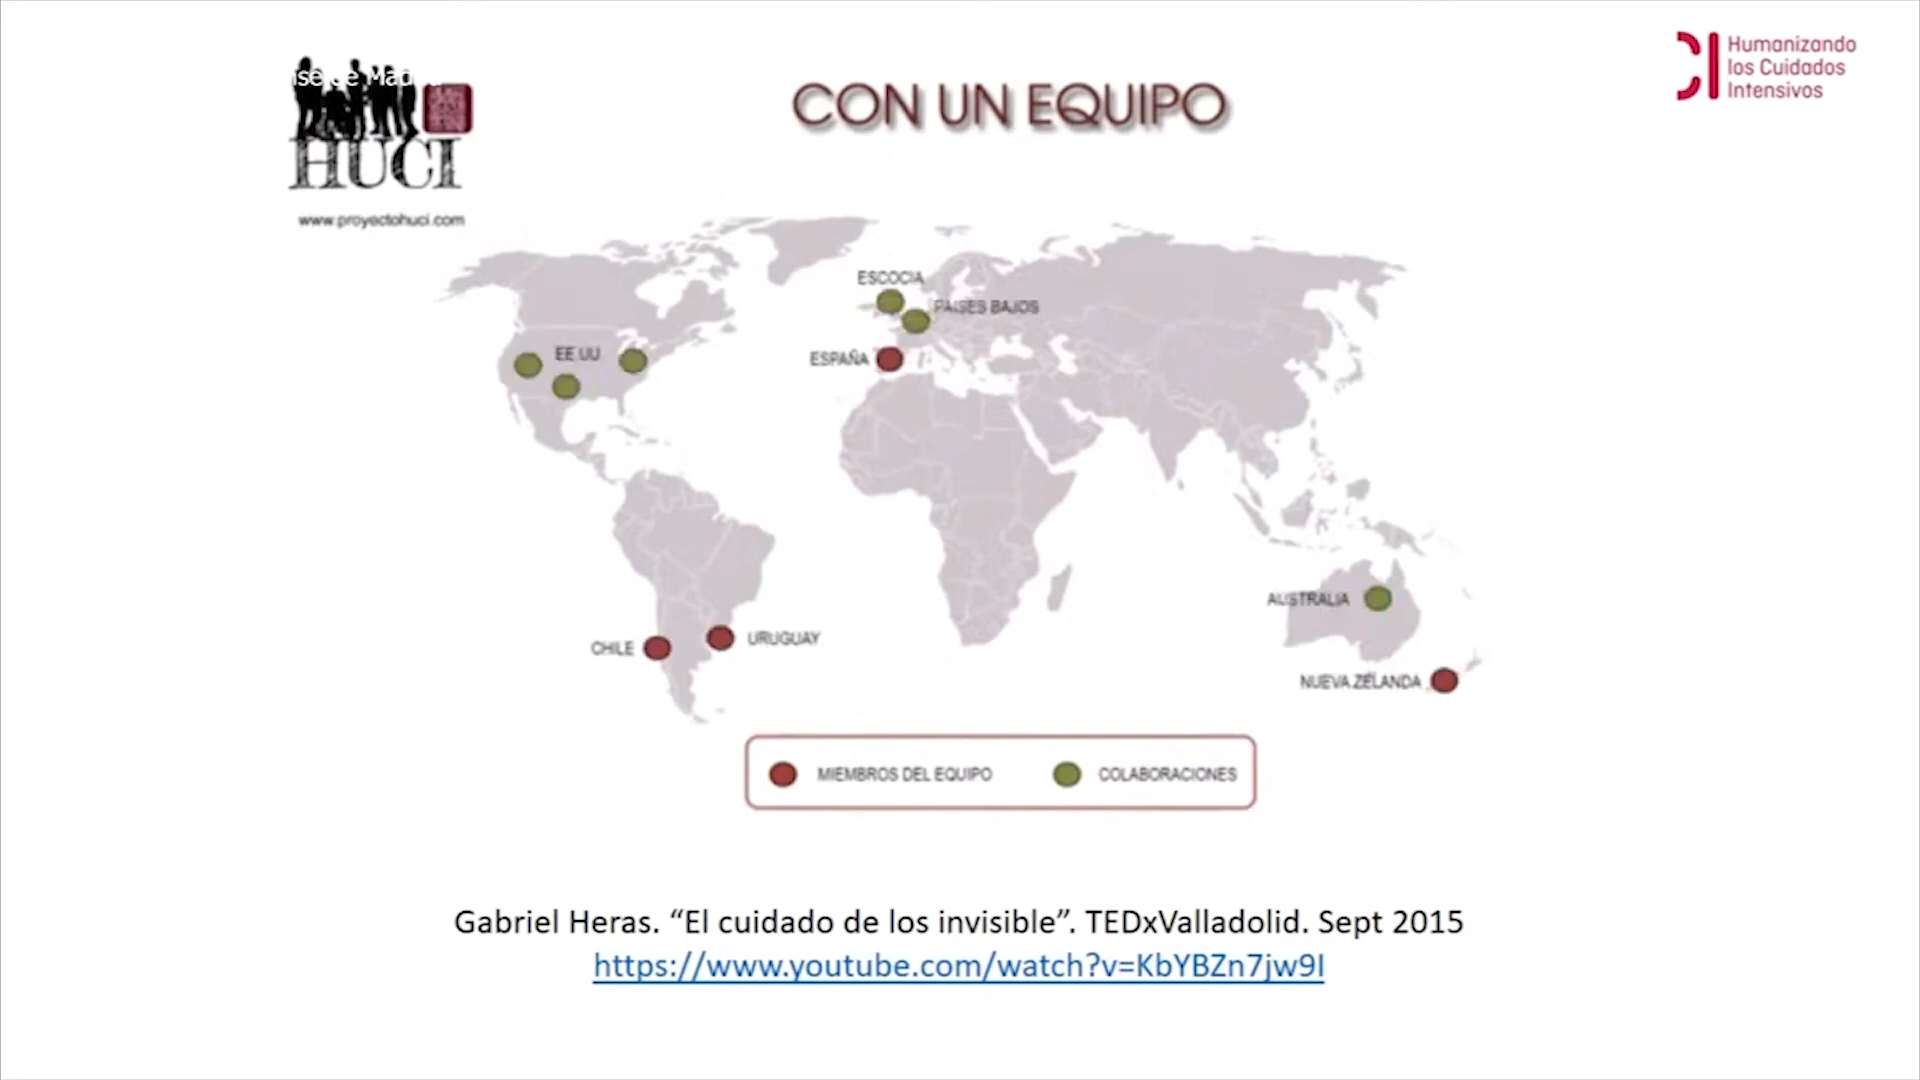 de Mad
HUCI
www.proyectohuci.com
CON UN EQUIPO
Humanizando
los Cuidados
Intensivos
ESCOCIA
PAISES BAJOS
ESPAÑA
EE.UU
CHILE
URUGUAY
AUSTRALIA
NUEVA ZELANDA
MIEMBROS DEL EQUIPO
COLABORACIONES
Gabriel Heras. “El cuidado de los invisible”. TEDxValladolid. Sept 2015
https://www.youtube.com/watch?v=KbYBZn7jw9I